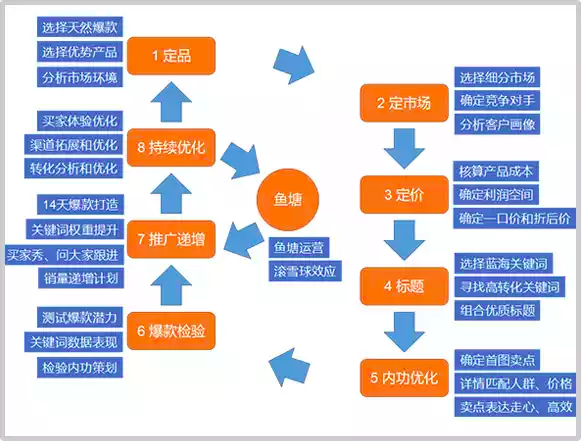 选择天然爆款
选择优势产品
分析市场环境
1 定品
选择细分市场
确定竞争对手
分析客户画像
2 定市场
核算产品成本
确定利润空间
确定一口价和折后价
3 定价
选择蓝海关键词
寻找高转化关键词
组合优质标题
4 标题
确定首图卖点
详情匹配人群、价格
卖点表达走心、高效
5 内功优化
测试爆款潜力
关键词数据表现
检验内功策划
6 爆款检验
14天爆款打造
关键词权重提升
买家秀、问大家跟进
销量递增计划
7 推广递增
买家体验优化
渠道拓展和优化
转化分析和优化
8 持续优化
鱼塘
鱼塘运营
滚雪球效应